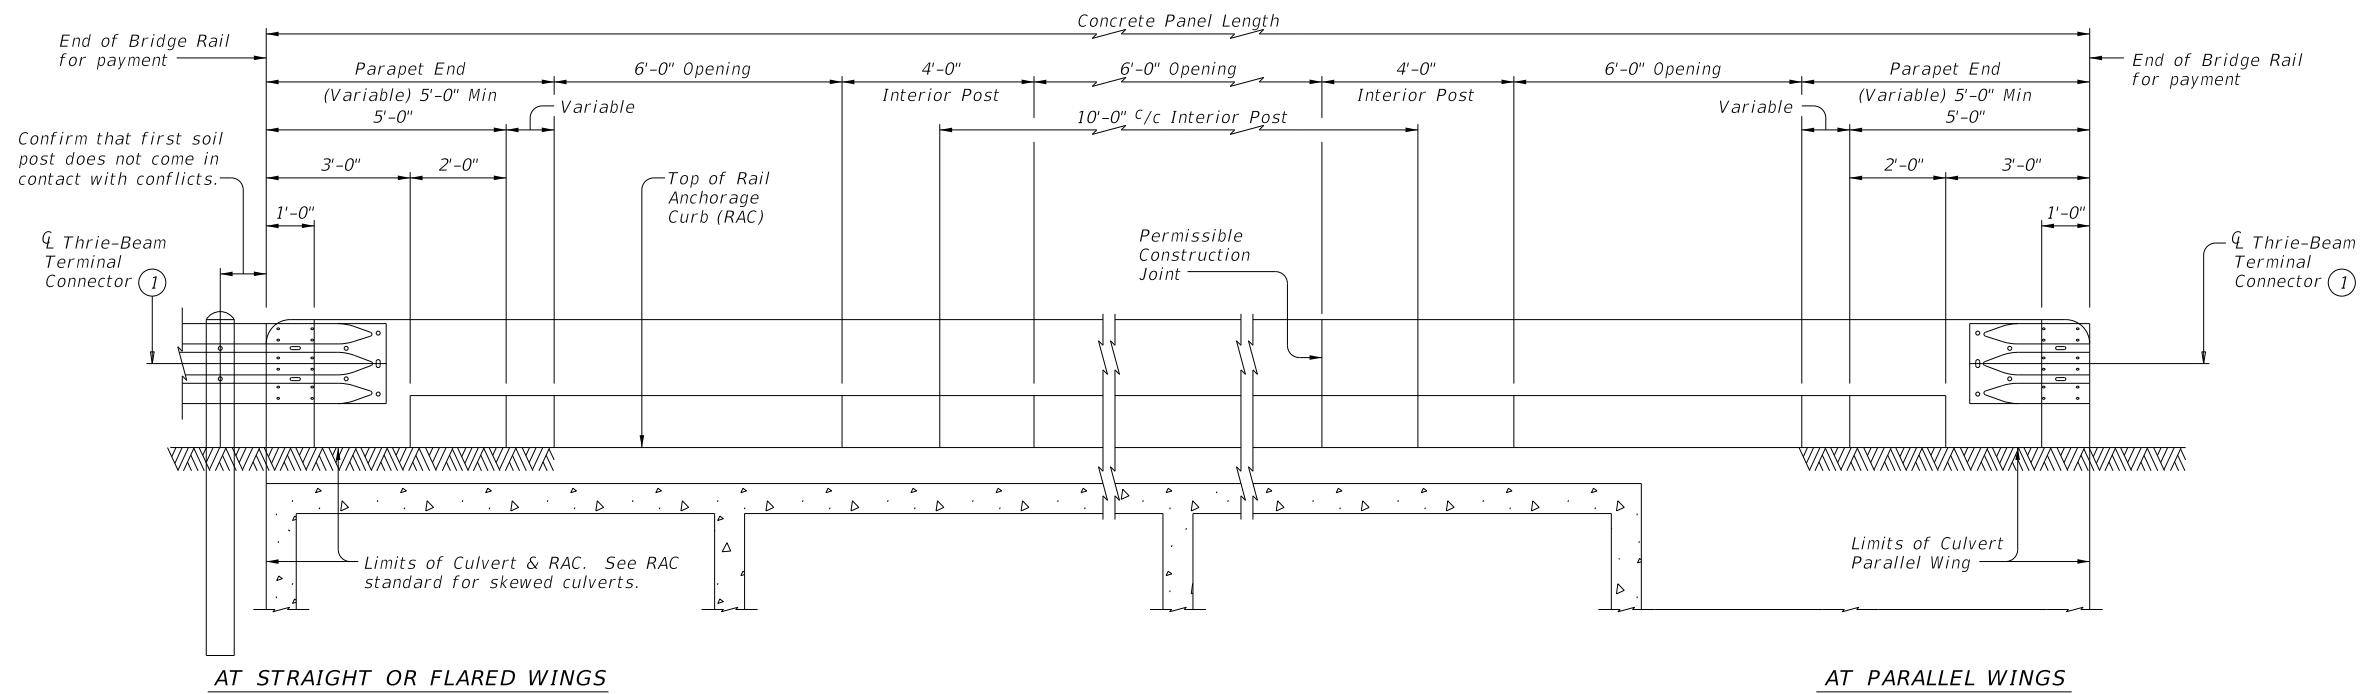 Concrete Panel Length
End of Bridge Rail
for payment
Parapet End
(Variable) 5'-0" Min
6'-0" Opening
4'-0"
Interior Post
6'-0" Opening
4'-0"
Interior Post
6'-0" Opening
Parapet End
(Variable) 5'-0" Min
End of Bridge Rail
for payment
5'-0"
Variable
10'-0" C/c Interior Post
Variable
5'-0"
Confirm that first soil
post does not come in
contact with conflicts.
3'-0"
2'-0"
Top of Rail
Anchorage
Curb (RAC)
2'-0"
3'-0"
1'-0"
1'-0"
℄ Thrie-Beam
Terminal
Connector 1
Permissible
Construction
Joint
℄ Thrie-Beam
Terminal
Connector 1
Limits of Culvert & RAC. See RAC
standard for skewed culverts.
Limits of Culvert
Parallel Wing
AT STRAIGHT OR FLARED WINGS
AT PARALLEL WINGS